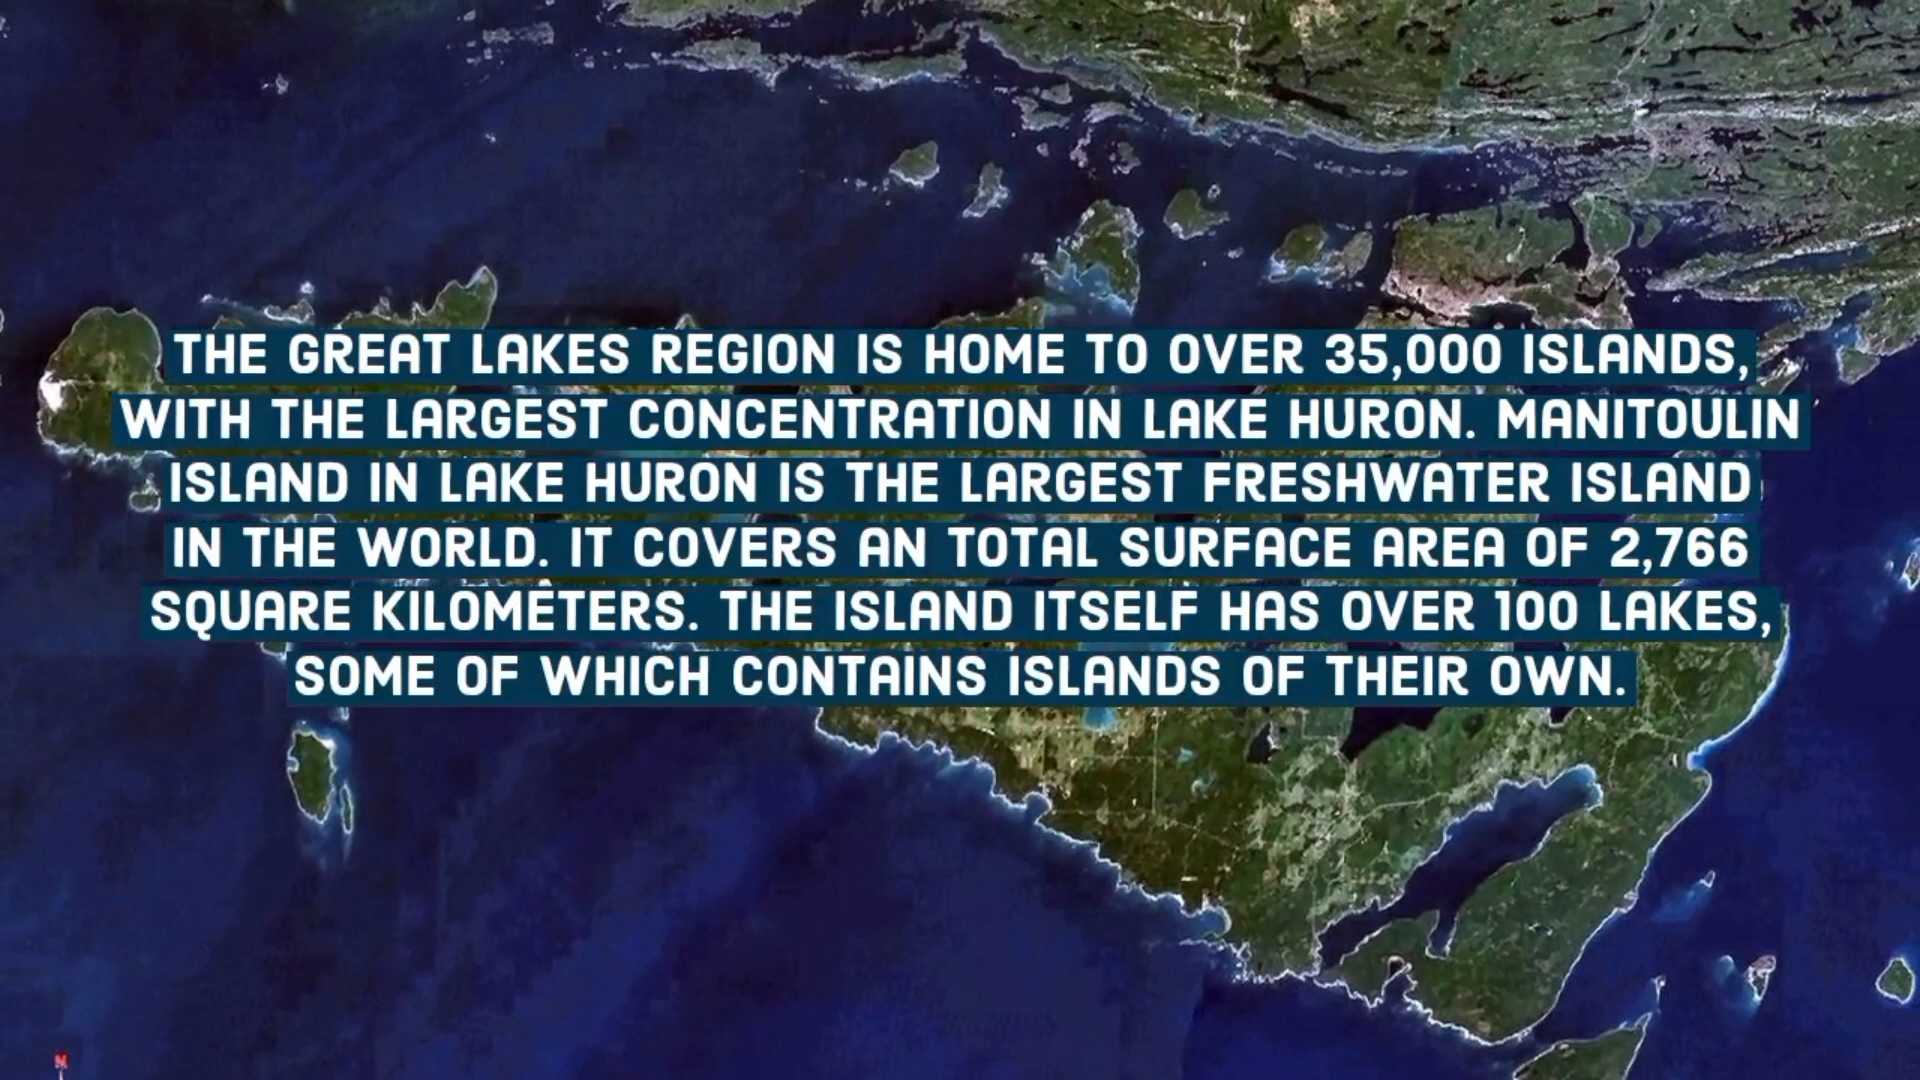 THE GREAT LAKES REGION IS HOME TO OVER 35,000 ISLANDS,
WITH THE LARGEST CONCENTRATION IN LAKE HURON. MANITOULIN
ISLAND IN LAKE HURON IS THE LARGEST FRESHWATER ISLAND
IN THE WORLD. IT COVERS AN TOTAL SURFACE AREA OF 2,766
SQUARE KILOMETERS. THE ISLAND ITSELF HAS OVER 100 LAKES,
SOME OF WHICH CONTAINS ISLANDS OF THEIR OWN.
N